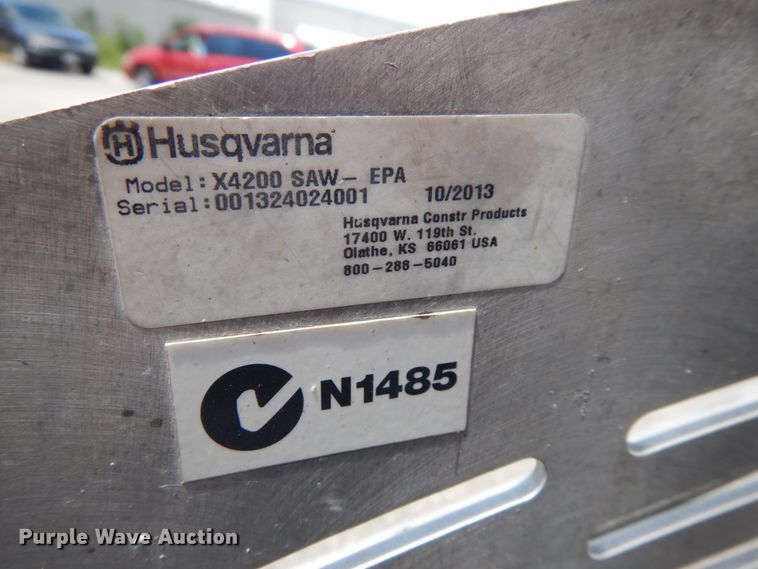 Husqvarna
Model: X4200 SAW - EPA
Serial: 001324024001 10/2013
Husqvarna Constr Products
17400 W. 119th St.
Olathe, KS 66061 USA
800-288-5040
N1485
Purple Wave Auction